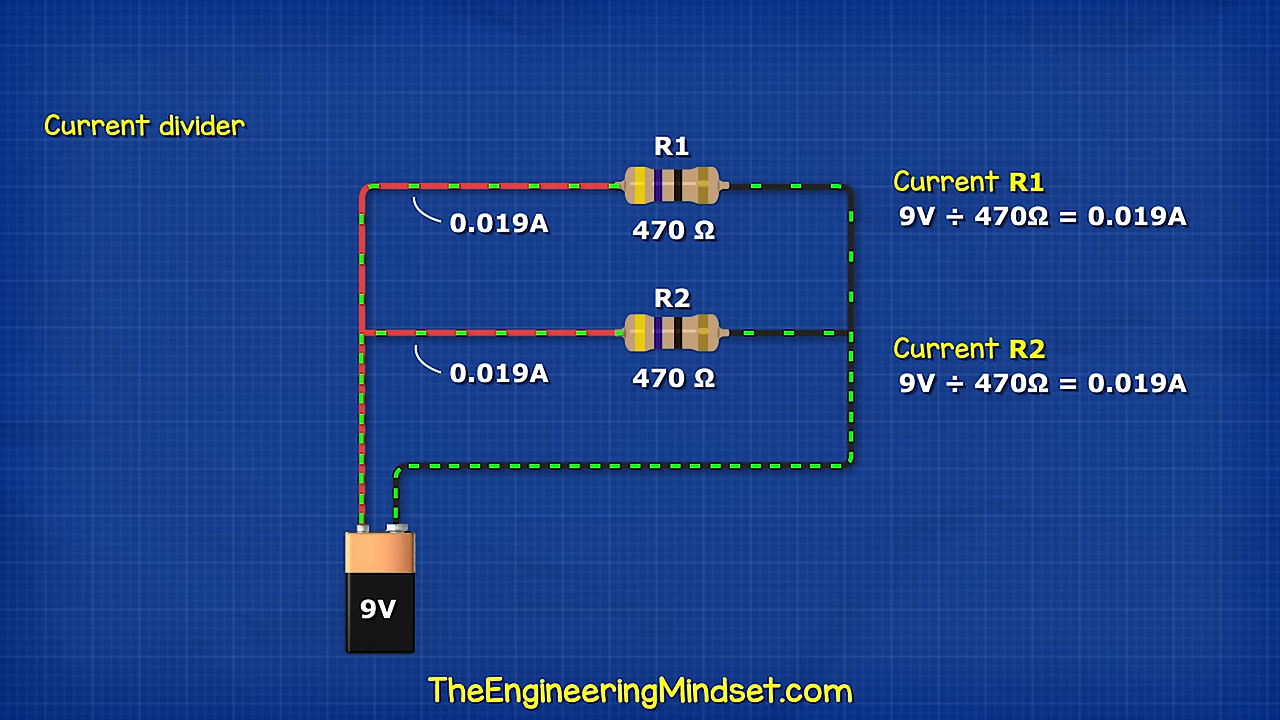 Current divider
R1
0.019A
470 Ω
Current R1
9V ÷ 470Ω = 0.019A
R2
0.019A
470 Ω
Current R2
9V ÷ 470Ω = 0.019A
9V
TheEngineeringMindset.com